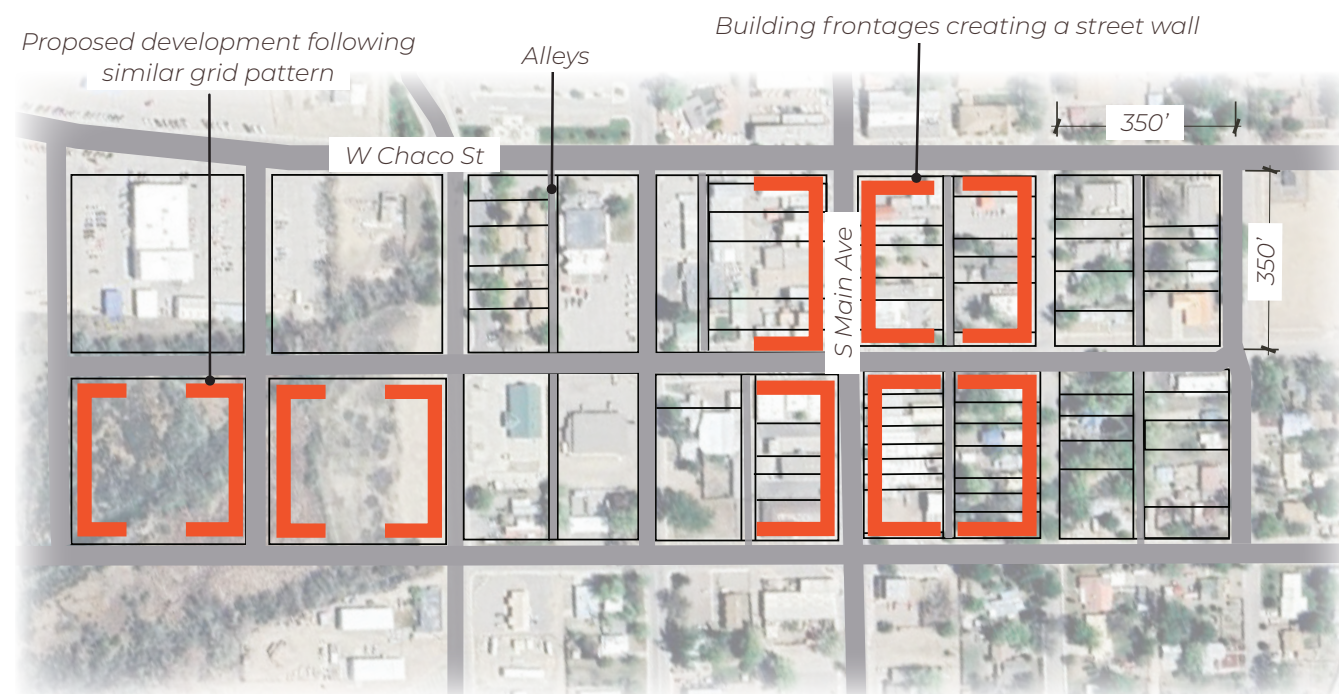 Proposed development following
similar grid pattern
Alleys
Building frontages creating a street wall
350’
W Chaco St
S Main Ave
350’